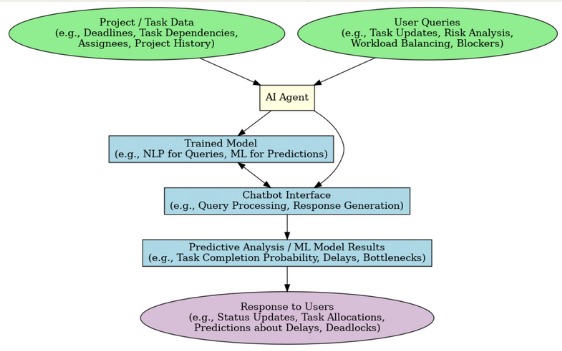 Project / Task Data
(e.g., Deadlines, Task Dependencies,
Assignees, Project History)
User Queries
(e.g., Task Updates, Risk Analysis,
Workload Balancing, Blockers)
AI Agent
Trained Model
(e.g., NLP for Queries, ML for Predictions)
Chatbot Interface
(e.g., Query Processing, Response Generation)
Predictive Analysis / ML Model Results
(e.g., Task Completion Probability, Delays, Bottlenecks)
Response to Users
(e.g., Status Updates, Task Allocations,
Predictions about Delays, Deadlocks)